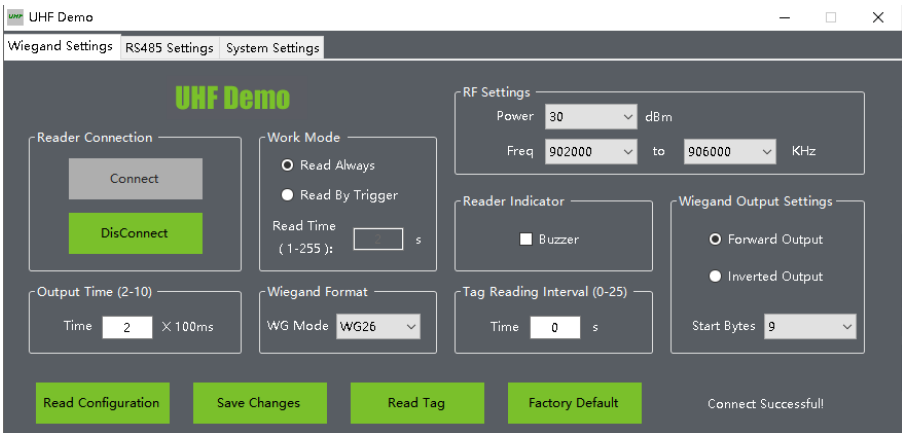 UHF UHF Demo
Wiegand Settings RS485 Settings System Settings
UHF Demo
Reader Connection
Connect
DisConnect
Work Mode
Read Always
Read By Trigger
Read Time
( 1-255 ): 2 s
RF Settings
Power 30 dBm
Freq 902000 to 906000 KHz
Reader Indicator
Buzzer
Wiegand Output Settings
Forward Output
Inverted Output
Start Bytes 9
Output Time (2-10)
Time 2 X 100ms
Wiegand Format
WG Mode WG26
Tag Reading Interval (0-25)
Time 0 s
Read Configuration Save Changes Read Tag Factory Default Connect Successful!